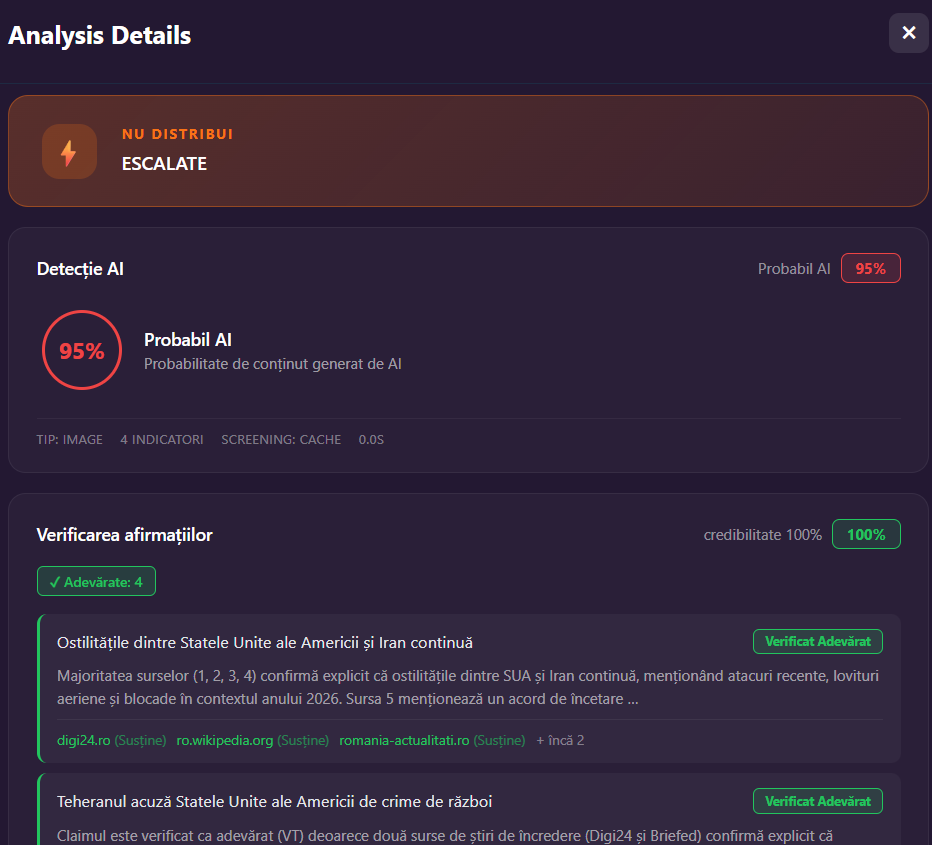 Analysis Details
✕
NU DISTRIBUI
ESCALATE
Detecție AI
Probabil AI 95%
95%
Probabil AI
Probabilitate de conținut generat de AI
TIP: IMAGE 4 INDICATORI SCREENING: CACHE 0.0S
Verificarea afirmațiilor
credibilitate 100% 100%
✓ Adevărate: 4
Ostilitățile dintre Statele Unite ale Americii și Iran continuă
Verificat Adevărat
Majoritatea surselor (1, 2, 3, 4) confirmă explicit că ostilitățile dintre SUA și Iran continuă, menționând atacuri recente, lovituri
aeriene și blocade în contextul anului 2026. Sursa 5 menționează un acord de încetare ...
digi24.ro (Susține) ro.wikipedia.org (Susține) romania-actualitati.ro (Susține) + încă 2
Teheranul acuză Statele Unite ale Americii de crime de război
Verificat Adevărat
Claimul este verificat ca adevărat (VT) deoarece două surse de știri de încredere (Digi24 și Briefed) confirmă explicit că